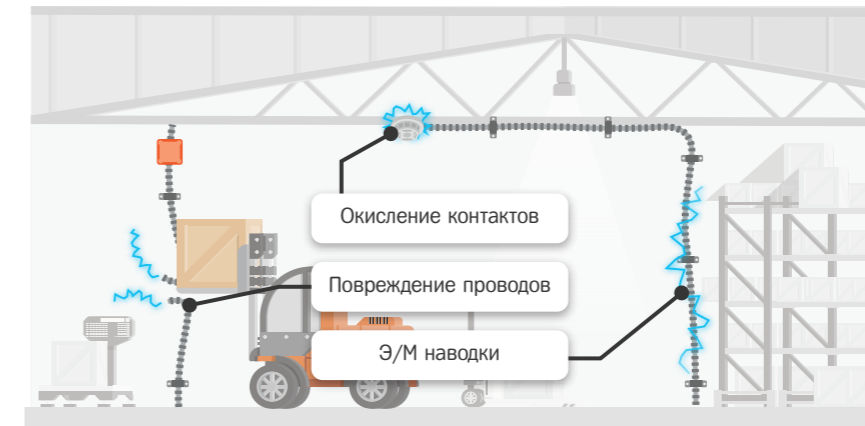 Окисление контактов
Повреждение проводов
Э/М наводки